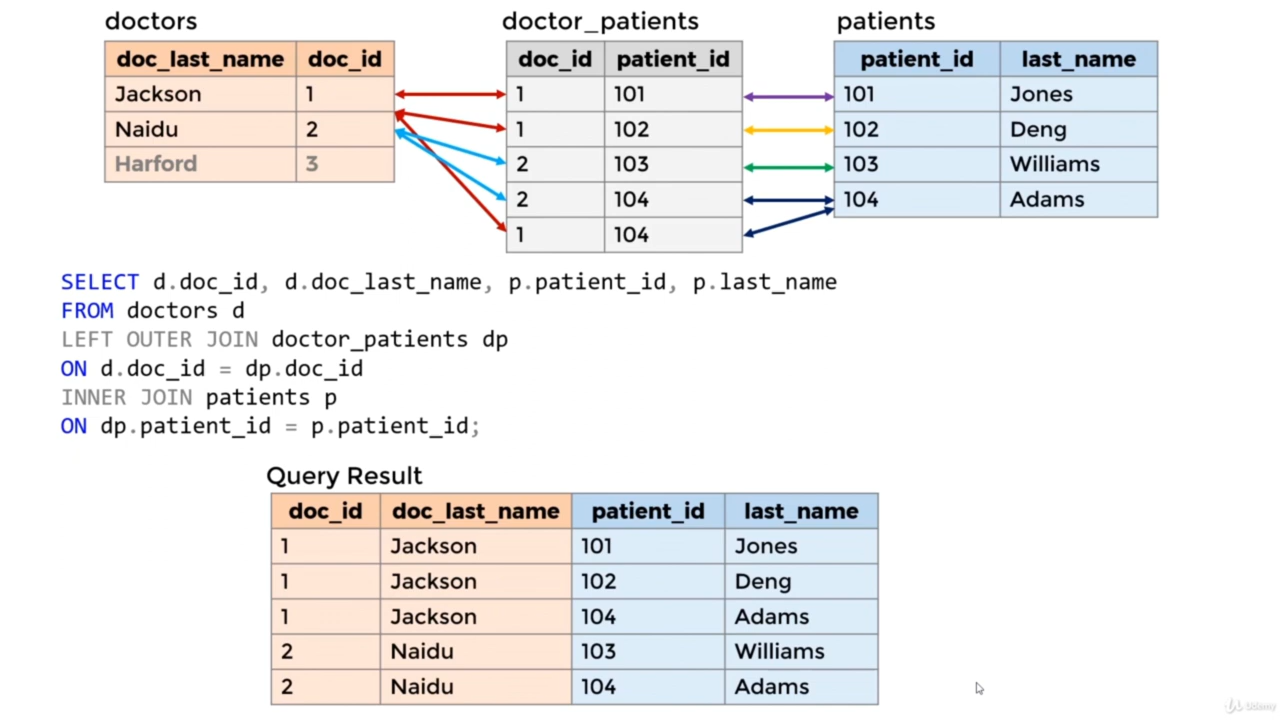 doctors doctor_patients patients
doc_last_name doc_id doc_id patient_id patient_id last_name
Jackson 1 1 101 101 Jones
Naidu 2 1 102 102 Deng
Harford 3 2 103 103 Williams
2 104 104 Adams
1 104
SELECT d.doc_id, d.doc_last_name, p.patient_id, p.last_name
FROM doctors d
LEFT OUTER JOIN doctor_patients dp
ON d.doc_id = dp.doc_id
INNER JOIN patients p
ON dp.patient_id = p.patient_id;
Query Result
doc_id doc_last_name patient_id last_name
1 Jackson 101 Jones
1 Jackson 102 Deng
1 Jackson 104 Adams
2 Naidu 103 Williams
2 Naidu 104 Adams
Udemy